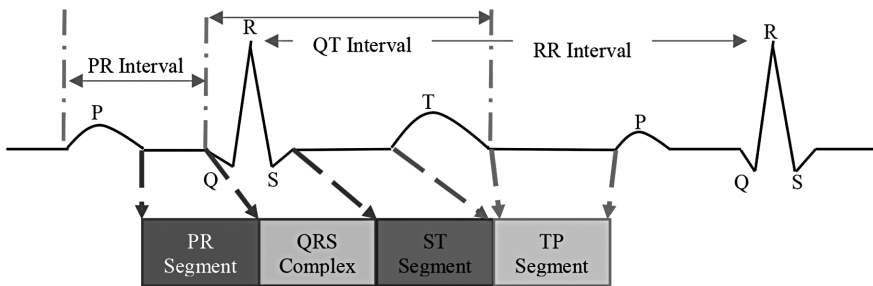 R
QT Interval
R
RR Interval
PR Interval
P
T
P
Q
S
Q
S
PR
Segment
QRS
Complex
ST
Segment
TP
Segment